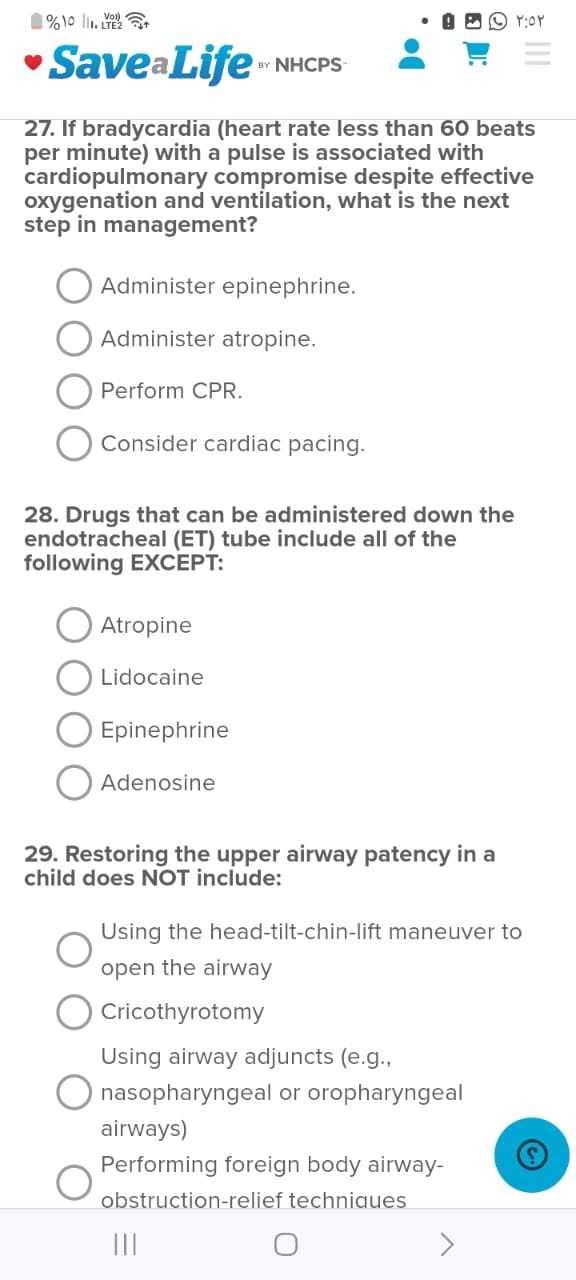 %۱۵ Vo)) LTE2 ۲:۵۲
SaveaLife BY NHCPS
27. If bradycardia (heart rate less than 60 beats
per minute) with a pulse is associated with
cardiopulmonary compromise despite effective
oxygenation and ventilation, what is the next
step in management?
Administer epinephrine.
Administer atropine.
Perform CPR.
Consider cardiac pacing.
28. Drugs that can be administered down the
endotracheal (ET) tube include all of the
following EXCEPT:
Atropine
Lidocaine
Epinephrine
Adenosine
29. Restoring the upper airway patency in a
child does NOT include:
Using the head-tilt-chin-lift maneuver to
open the airway
Cricothyrotomy
Using airway adjuncts (e.g.,
nasopharyngeal or oropharyngeal
airways)
Performing foreign body airway-
obstruction-relief techniques